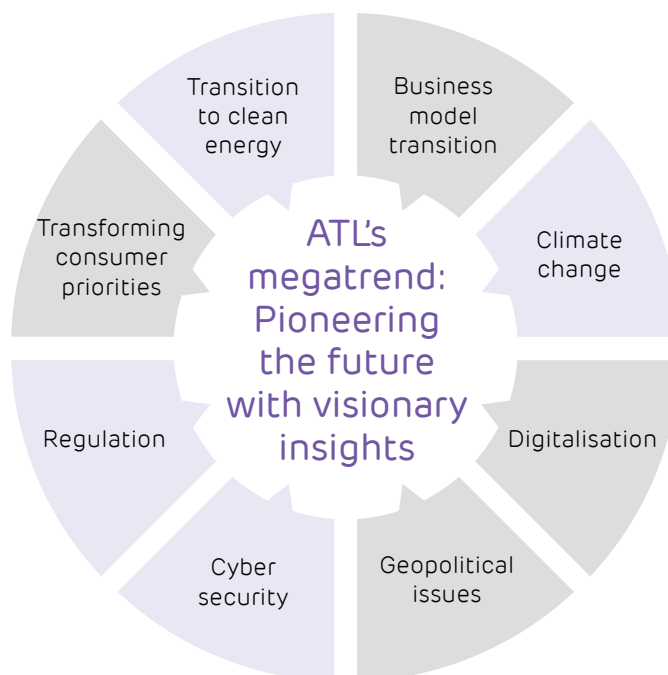 Transition
to clean
energy
Business
model
transition
Transforming
consumer
priorities
Climate
change
ATL's
megatrend:
Pioneering
the future
with visionary
insights
Regulation
Digitalisation
Cyber
security
Geopolitical
issues